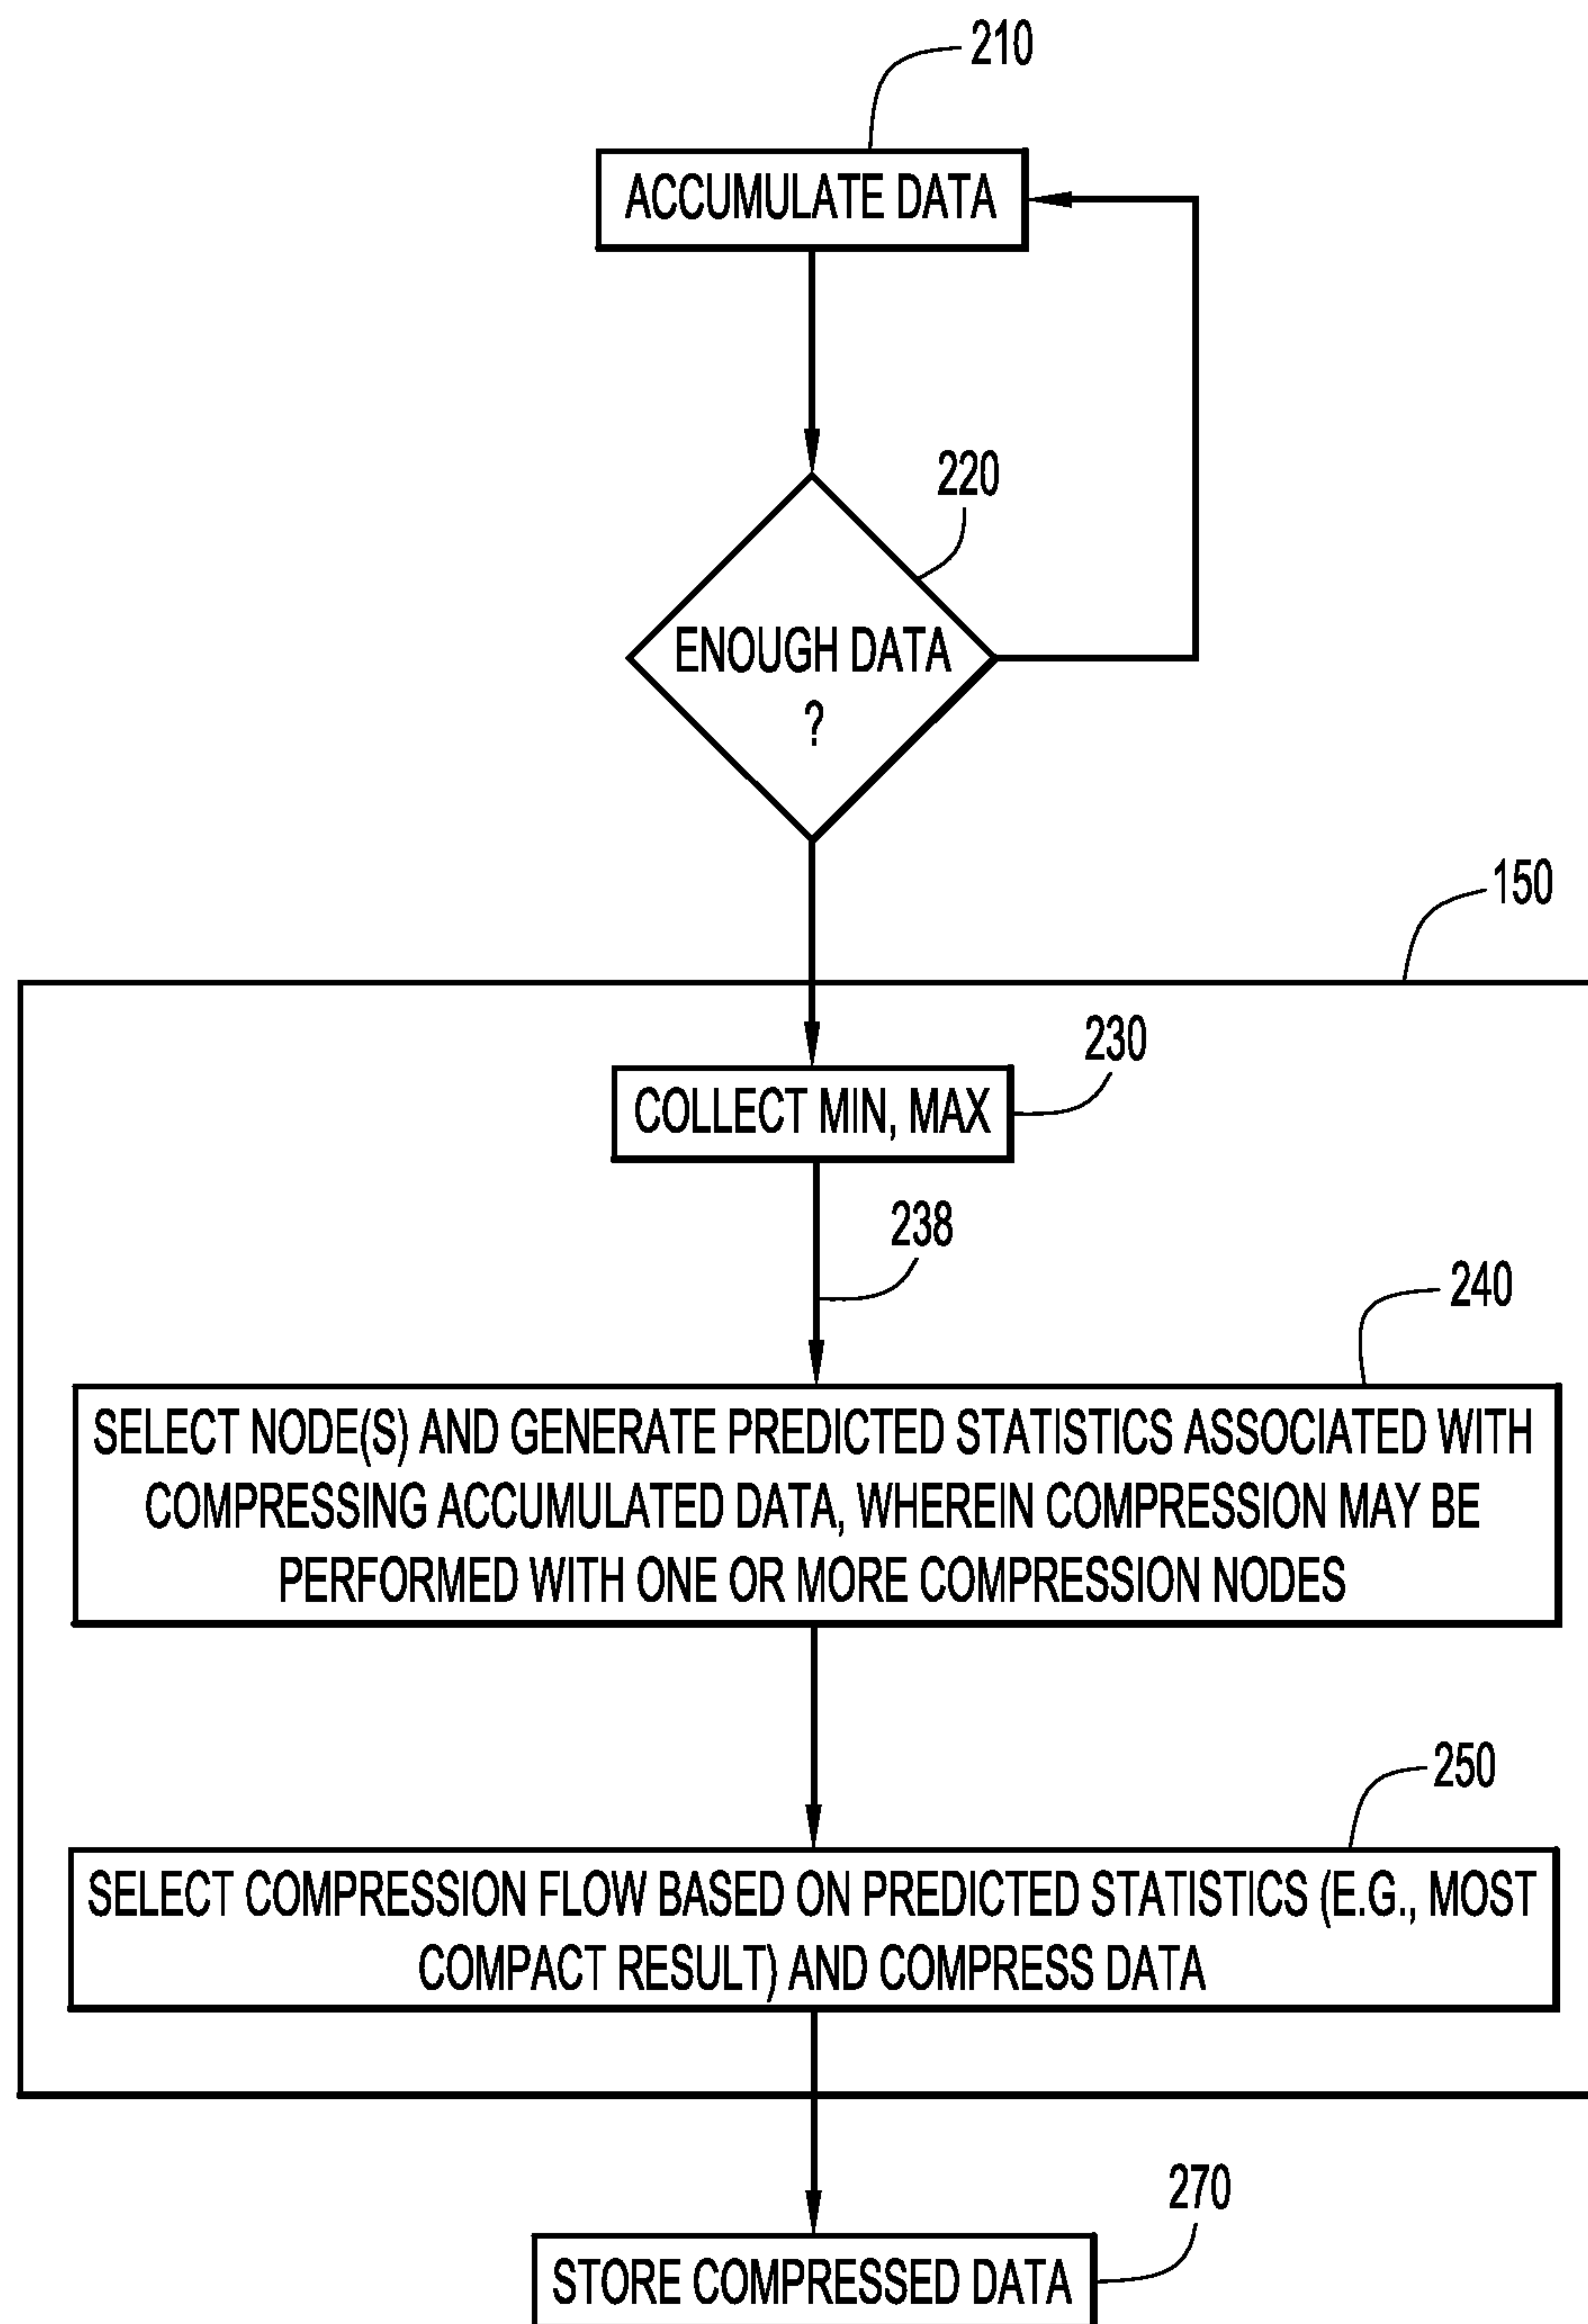 210
ACCUMULATE DATA
220
ENOUGH DATA
?
150
230
COLLECT MIN, MAX
238
240
SELECT NODE(S) AND GENERATE PREDICTED STATISTICS ASSOCIATED WITH
COMPRESSING ACCUMULATED DATA, WHEREIN COMPRESSION MAY BE
PERFORMED WITH ONE OR MORE COMPRESSION NODES
250
SELECT COMPRESSION FLOW BASED ON PREDICTED STATISTICS (E.G., MOST
COMPACT RESULT) AND COMPRESS DATA
270
STORE COMPRESSED DATA